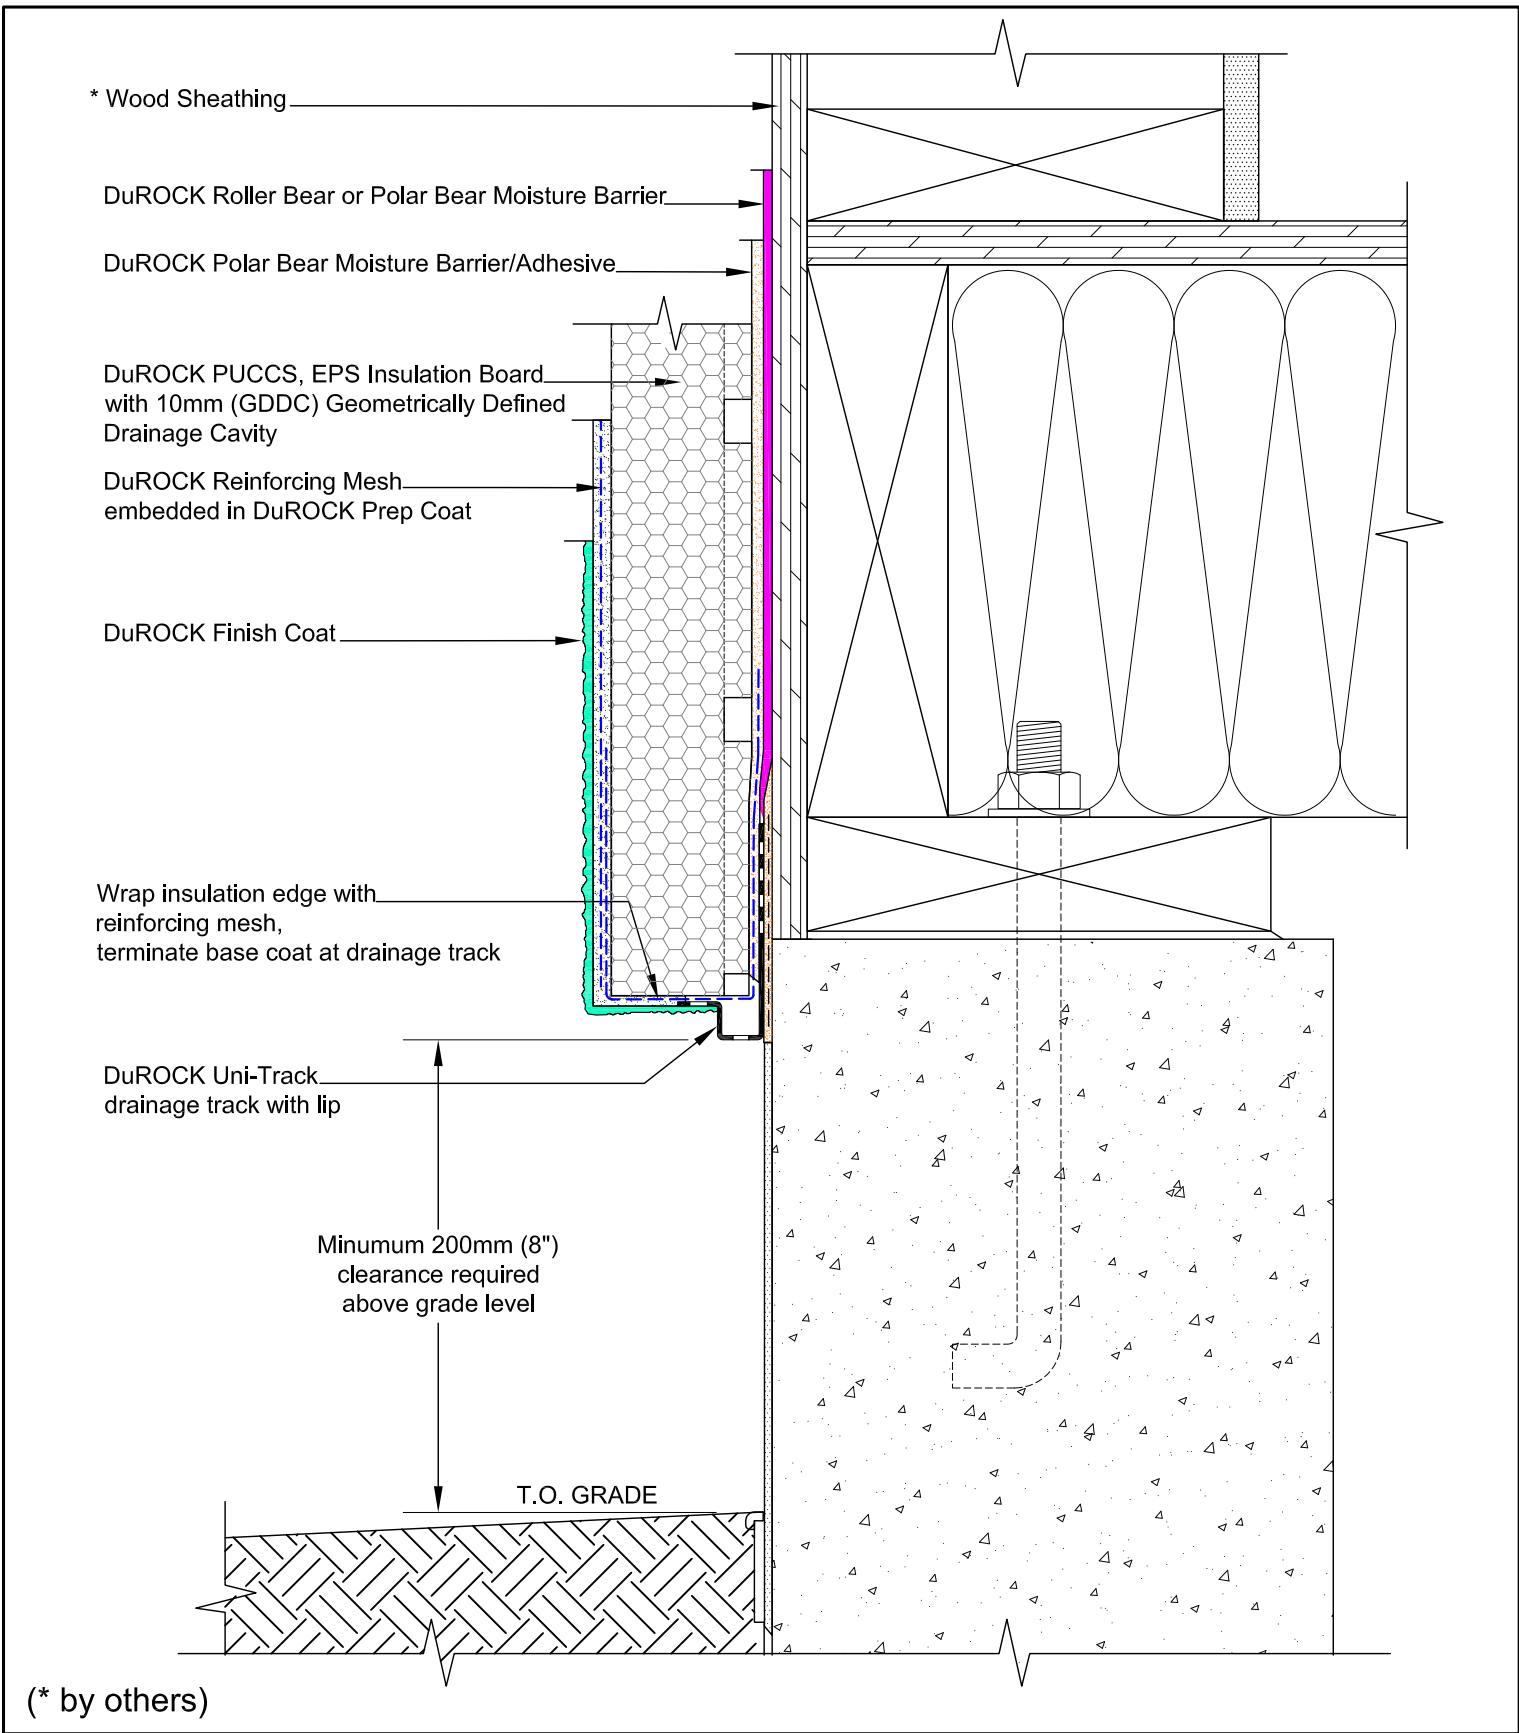 * Wood Sheathing
DuROCK Roller Bear or Polar Bear Moisture Barrier
DuROCK Polar Bear Moisture Barrier/Adhesive
DuROCK PUCCS, EPS Insulation Board
with 10mm (GDDC) Geometrically Defined
Drainage Cavity
DuROCK Reinforcing Mesh
embedded in DuROCK Prep Coat
DuROCK Finish Coat
Wrap insulation edge with
reinforcing mesh,
terminate base coat at drainage track
DuROCK Uni-Track
drainage track with lip
Minumum 200mm (8")
clearance required
above grade level
T.O. GRADE
(* by others)